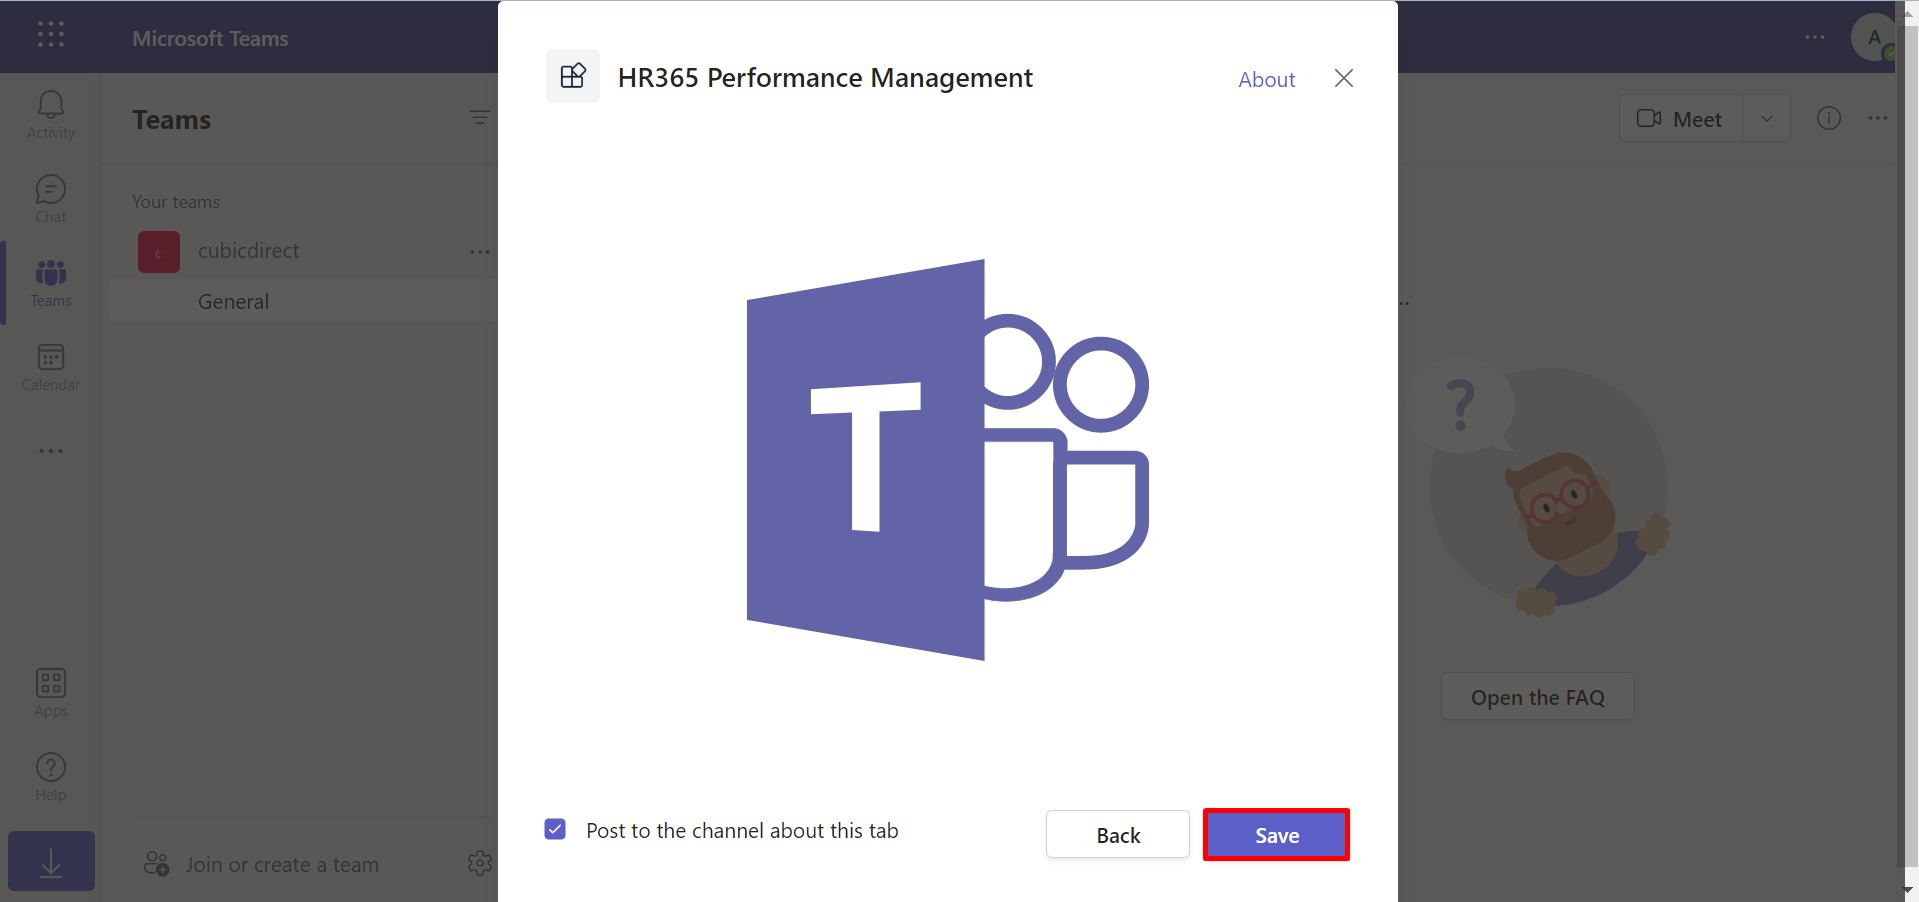 Microsoft Teams
A
Activity
Chat
Teams
Calendar
Apps
Help
Teams
Your teams
c
cubicdirect
General
Join or create a team
HR365 Performance Management
About
T
Post to the channel about this tab
Back
Save
Meet
?
Open the FAQ